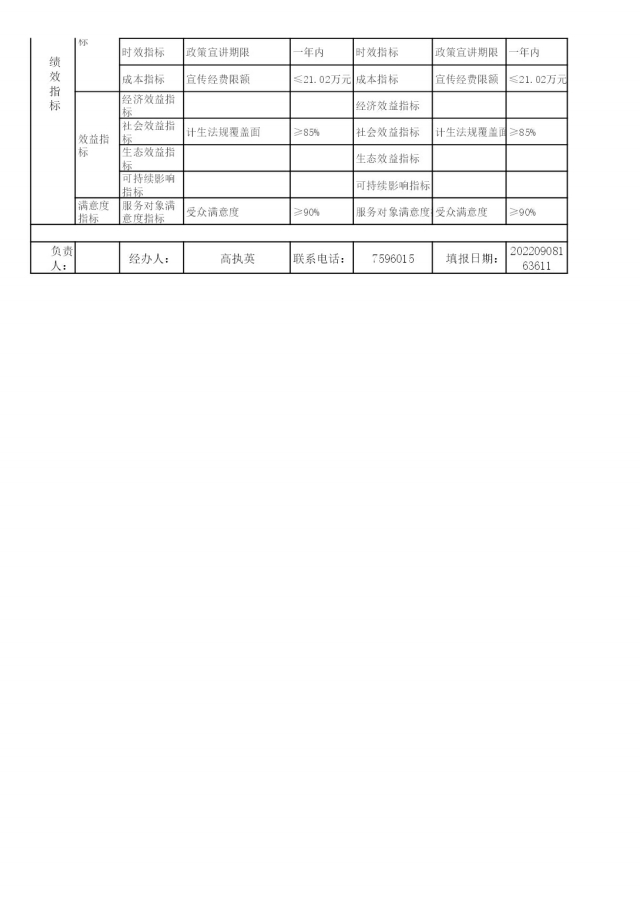 标
时效指标 政策宣讲期限 一年内 时效指标 政策宣讲期限 一年内
绩效指标
成本指标 宣传经费限额 ≤21.02万元 成本指标 宣传经费限额 ≤21.02万元
效益指标
经济效益指标 经济效益指标
社会效益指标 计生法规覆盖面 ≥85% 社会效益指标 计生法规覆盖面 ≥85%
生态效益指标 生态效益指标
可持续影响指标 可持续影响指标
满意度指标 服务对象满意度指标 受众满意度 ≥90% 服务对象满意度 受众满意度 ≥90%
负责人： 经办人： 高执英 联系电话： 7596015 填报日期： 20220908163611